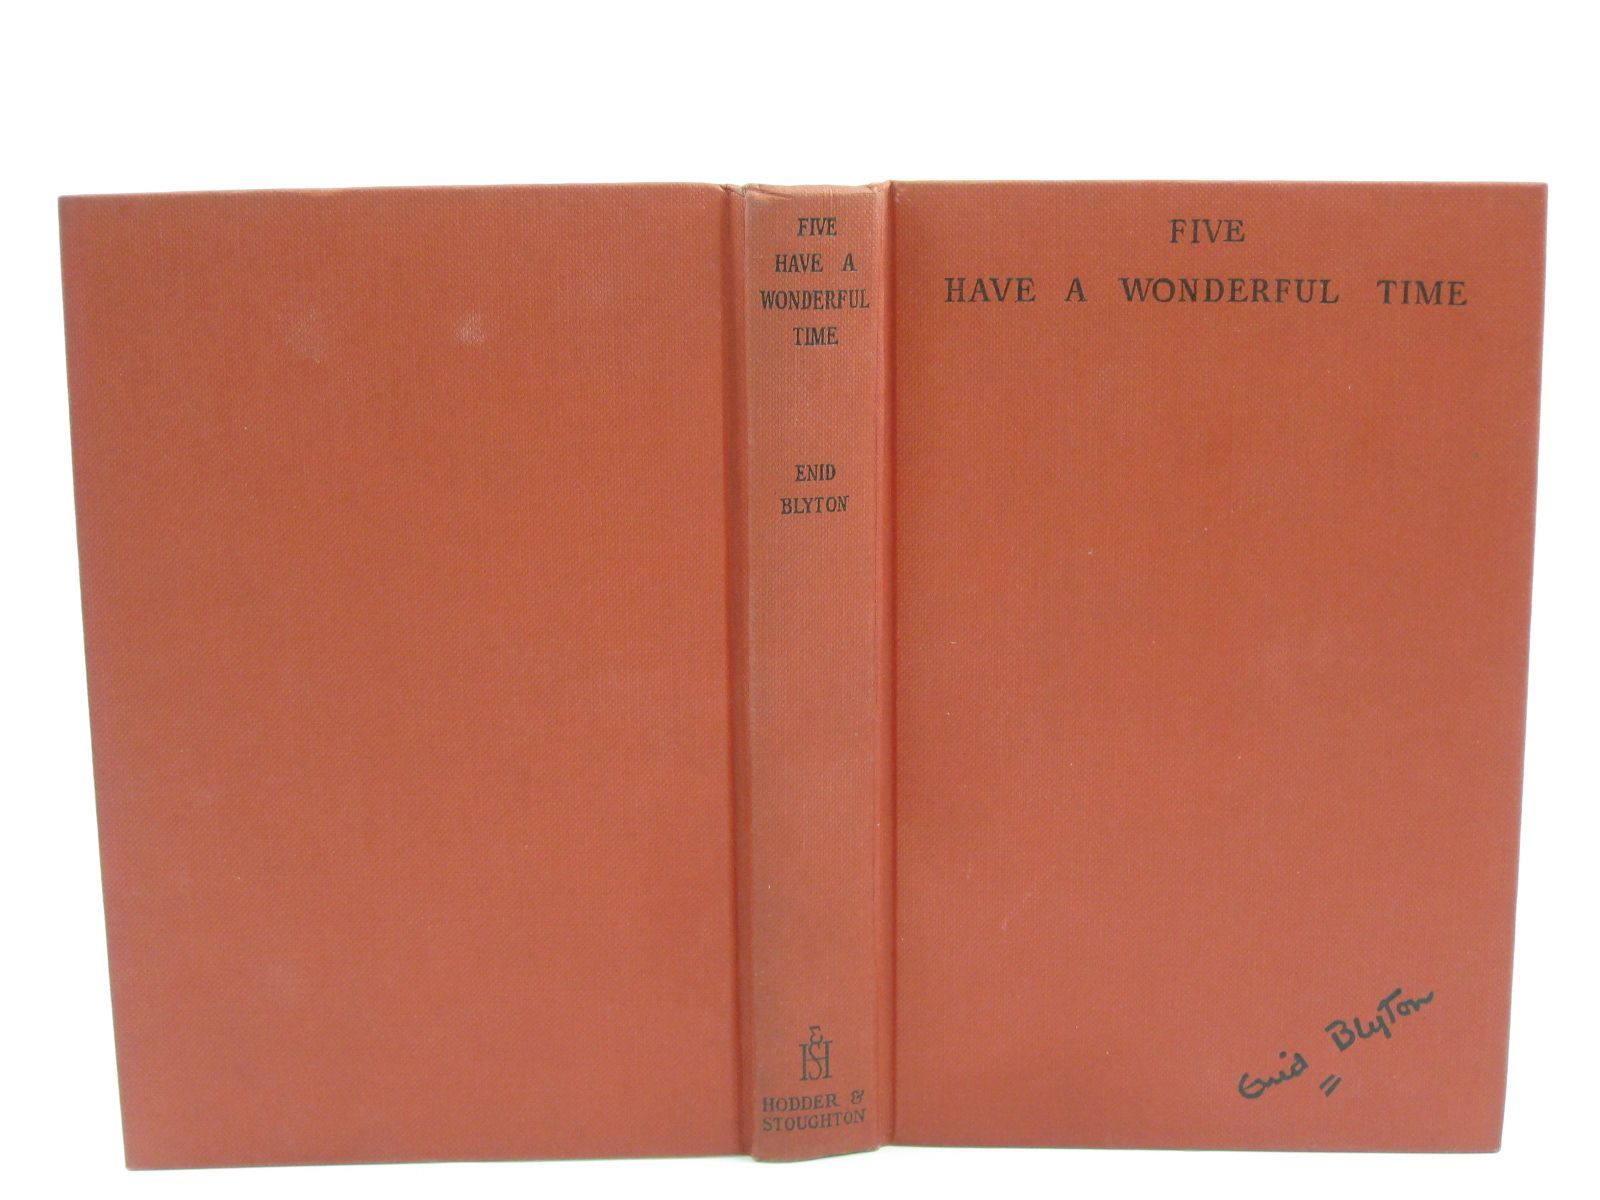 FIVE
HAVE A
WONDERFUL
TIME
ENID
BLYTON
H&S
HODDER &
STOUGHTON
FIVE
HAVE A WONDERFUL TIME
Enid Blyton